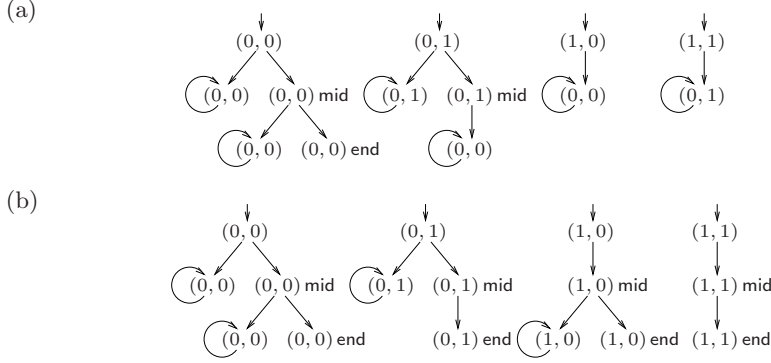 (a)
(0, 0) (0, 1) (1, 0) (1, 1)
(0, 0) (0, 0) mid (0, 1) (0, 1) mid (0, 0) (0, 1)
(0, 0) (0, 0) end (0, 0)
(b)
(0, 0) (0, 1) (1, 0) (1, 1)
(0, 0) (0, 0) mid (0, 1) (0, 1) mid (1, 0) mid (1, 1) mid
(0, 0) (0, 0) end (0, 1) end (1, 0) (1, 0) end (1, 1) end